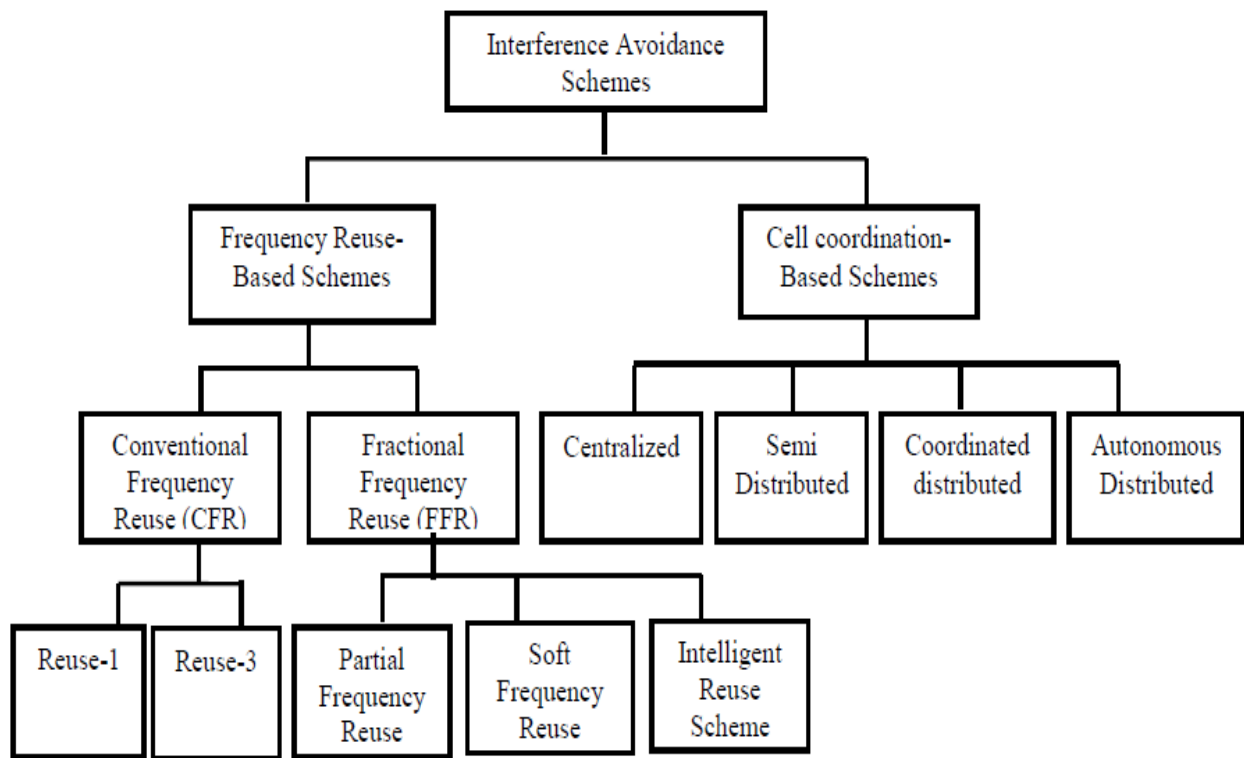 Interference Avoidance
Schemes
Frequency Reuse-
Based Schemes
Cell coordination-
Based Schemes
Conventional
Frequency
Reuse (CFR)
Fractional
Frequency
Reuse (FFR)
Centralized
Semi
Distributed
Coordinated
distributed
Autonomous
Distributed
Reuse-1
Reuse-3
Partial
Frequency
Reuse
Soft
Frequency
Reuse
Intelligent
Reuse
Scheme